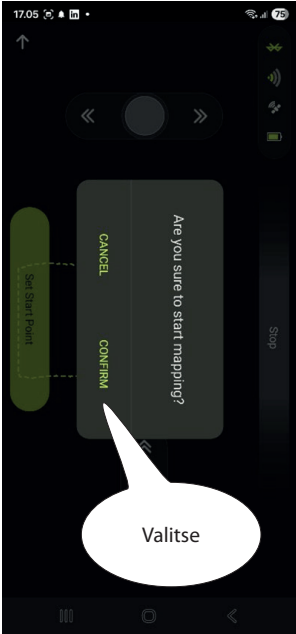 17.05
75
Stop
Are you sure to start mapping?
CANCEL
CONFIRM
Set Start Point
Valitse